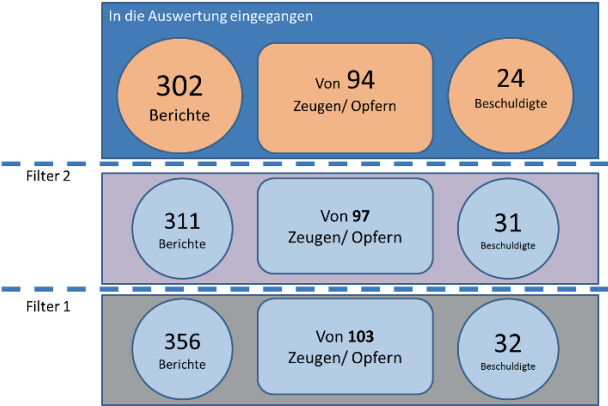 In die Auswertung eingegangen
302
Berichte
Von 94
Zeugen/ Opfern
24
Beschuldigte
Filter 2
311
Berichte
Von 97
Zeugen/ Opfern
31
Beschuldigte
Filter 1
356
Berichte
Von 103
Zeugen/ Opfern
32
Beschuldigte